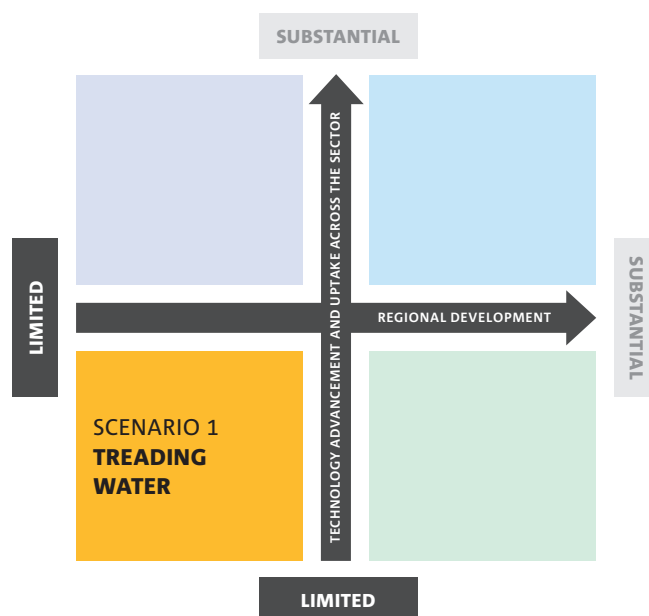 SUBSTANTIAL
TECHNOLOGY ADVANCEMENT AND UPTAKE ACROSS THE SECTOR
LIMITED
REGIONAL DEVELOPMENT
SUBSTANTIAL
SCENARIO 1
TREADING
WATER
LIMITED